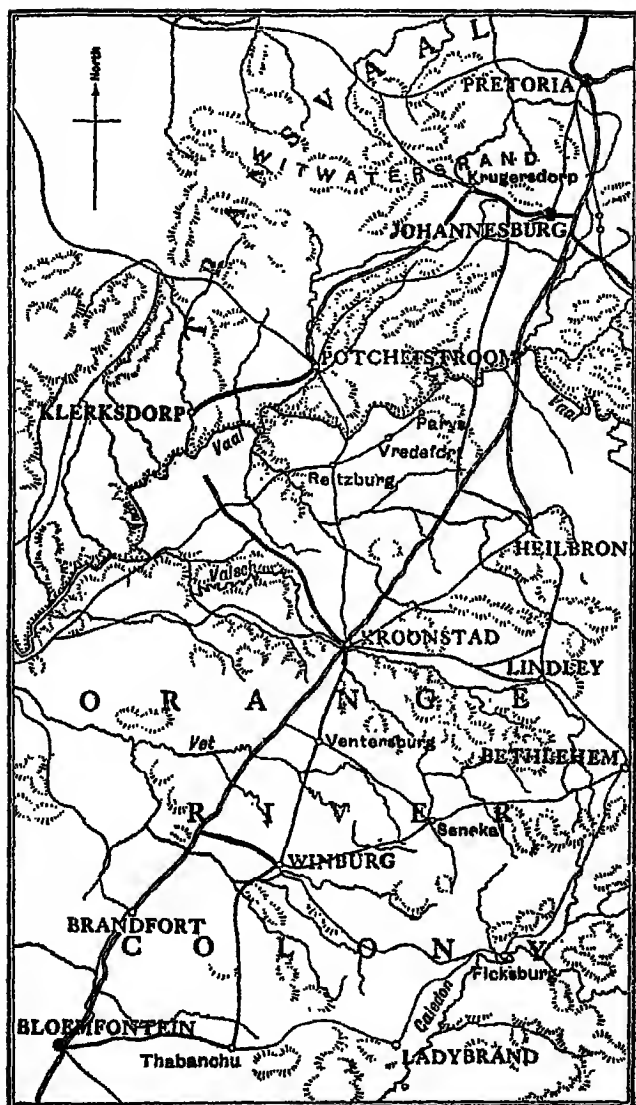 North
TRANSVAAL
PRETORIA
WITWATERSRAND
Krugersdorp
JOHANNESBURG
POTCHEFSTROOM
KLERKSDORP
Vaal
Vaal
Parys
Vredefort
Reitzburg
HEILBRON
Valsch
KROONSTAD
LINDLEY
ORANGE
Vet
Ventersburg
BETHLEHEM
RIVER
Senekal
WINBURG
BRANDFORT
COLONY
Ficksburg
Caledon
BLOEMFONTEIN
Thabanchu
LADYBRAND